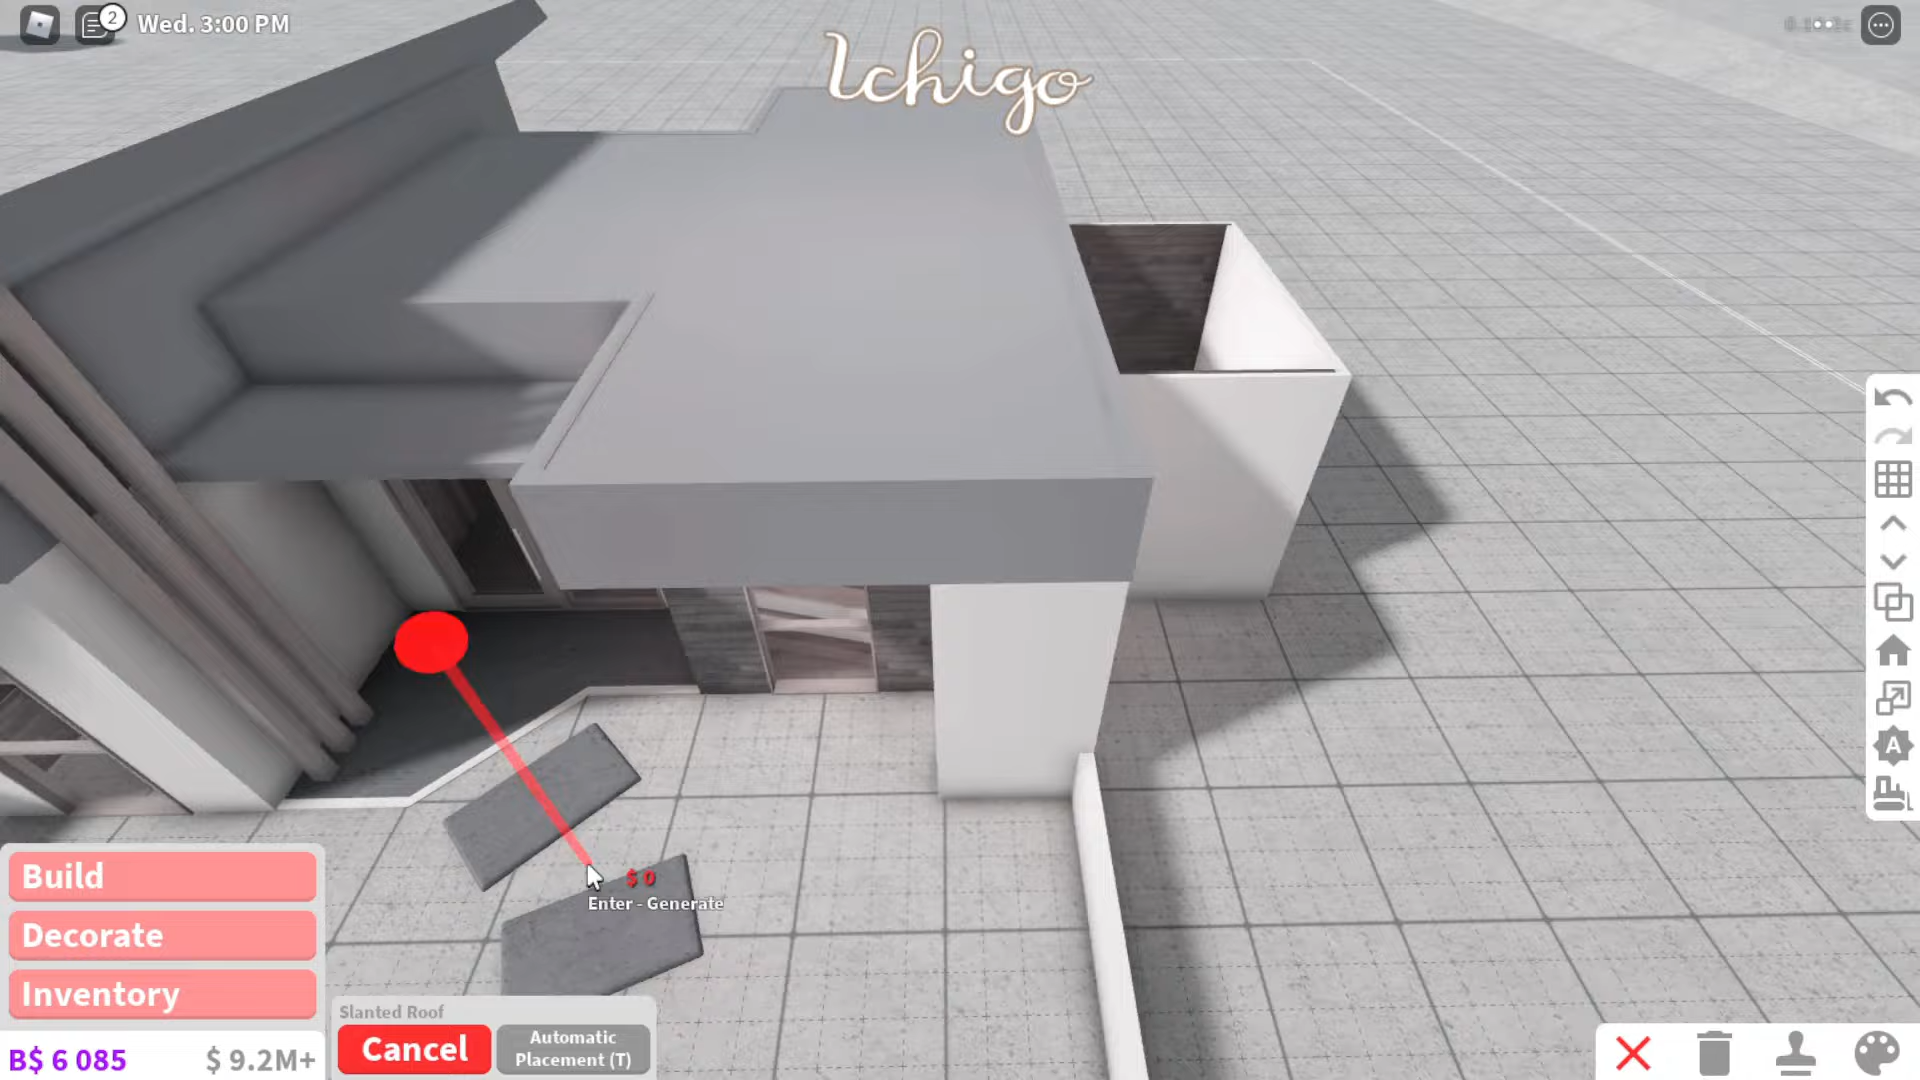 2
Wed. 3:00 PM
Ichigo
A
$ 0
Enter - Generate
Build
Decorate
Inventory
B$ 6 085
$ 9.2M+
Slanted Roof
Cancel
Automatic
Placement (T)